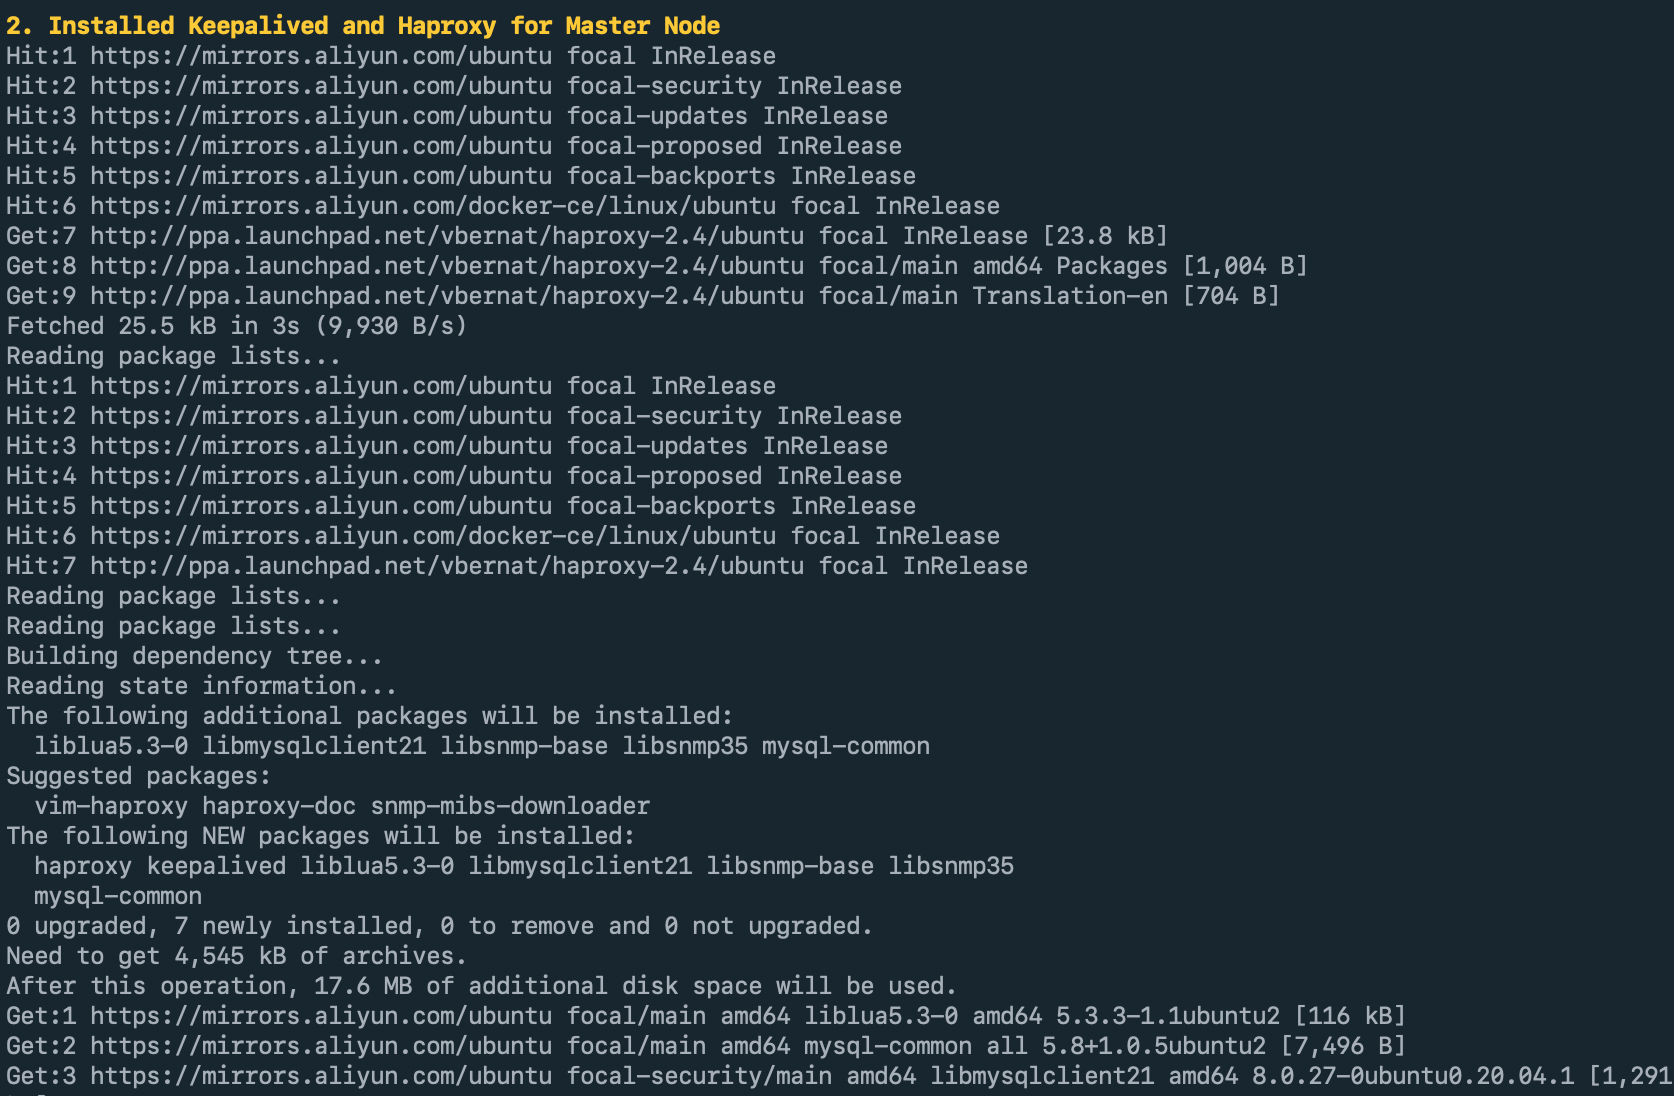 2. Installed Keepalived and Haproxy for Master Node
Hit:1 https://mirrors.aliyun.com/ubuntu focal InRelease
Hit:2 https://mirrors.aliyun.com/ubuntu focal-security InRelease
Hit:3 https://mirrors.aliyun.com/ubuntu focal-updates InRelease
Hit:4 https://mirrors.aliyun.com/ubuntu focal-proposed InRelease
Hit:5 https://mirrors.aliyun.com/ubuntu focal-backports InRelease
Hit:6 https://mirrors.aliyun.com/docker-ce/linux/ubuntu focal InRelease
Get:7 http://ppa.launchpad.net/vbernat/haproxy-2.4/ubuntu focal InRelease [23.8 kB]
Get:8 http://ppa.launchpad.net/vbernat/haproxy-2.4/ubuntu focal/main amd64 Packages [1,004 B]
Get:9 http://ppa.launchpad.net/vbernat/haproxy-2.4/ubuntu focal/main Translation-en [704 B]
Fetched 25.5 kB in 3s (9,930 B/s)
Reading package lists...
Hit:1 https://mirrors.aliyun.com/ubuntu focal InRelease
Hit:2 https://mirrors.aliyun.com/ubuntu focal-security InRelease
Hit:3 https://mirrors.aliyun.com/ubuntu focal-updates InRelease
Hit:4 https://mirrors.aliyun.com/ubuntu focal-proposed InRelease
Hit:5 https://mirrors.aliyun.com/ubuntu focal-backports InRelease
Hit:6 https://mirrors.aliyun.com/docker-ce/linux/ubuntu focal InRelease
Hit:7 http://ppa.launchpad.net/vbernat/haproxy-2.4/ubuntu focal InRelease
Reading package lists...
Reading package lists...
Building dependency tree...
Reading state information...
The following additional packages will be installed:
  liblua5.3-0 libmysqlclient21 libsnmp-base libsnmp35 mysql-common
Suggested packages:
  vim-haproxy haproxy-doc snmp-mibs-downloader
The following NEW packages will be installed:
  haproxy keepalived liblua5.3-0 libmysqlclient21 libsnmp-base libsnmp35
  mysql-common
0 upgraded, 7 newly installed, 0 to remove and 0 not upgraded.
Need to get 4,545 kB of archives.
After this operation, 17.6 MB of additional disk space will be used.
Get:1 https://mirrors.aliyun.com/ubuntu focal/main amd64 liblua5.3-0 amd64 5.3.3-1.1ubuntu2 [116 kB]
Get:2 https://mirrors.aliyun.com/ubuntu focal/main amd64 mysql-common all 5.8+1.0.5ubuntu2 [7,496 B]
Get:3 https://mirrors.aliyun.com/ubuntu focal-security/main amd64 libmysqlclient21 amd64 8.0.27-0ubuntu0.20.04.1 [1,291